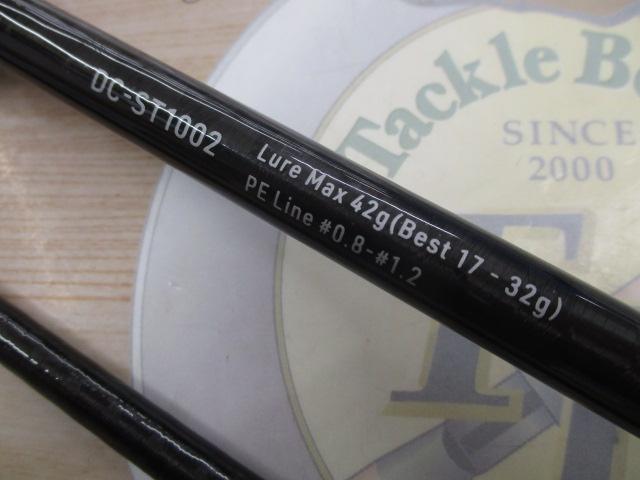 DC-ST1002
Lure Max 42g(Best 17 - 32g)
PE Line #0.8-#1.2
Tackle
SINCE
2000